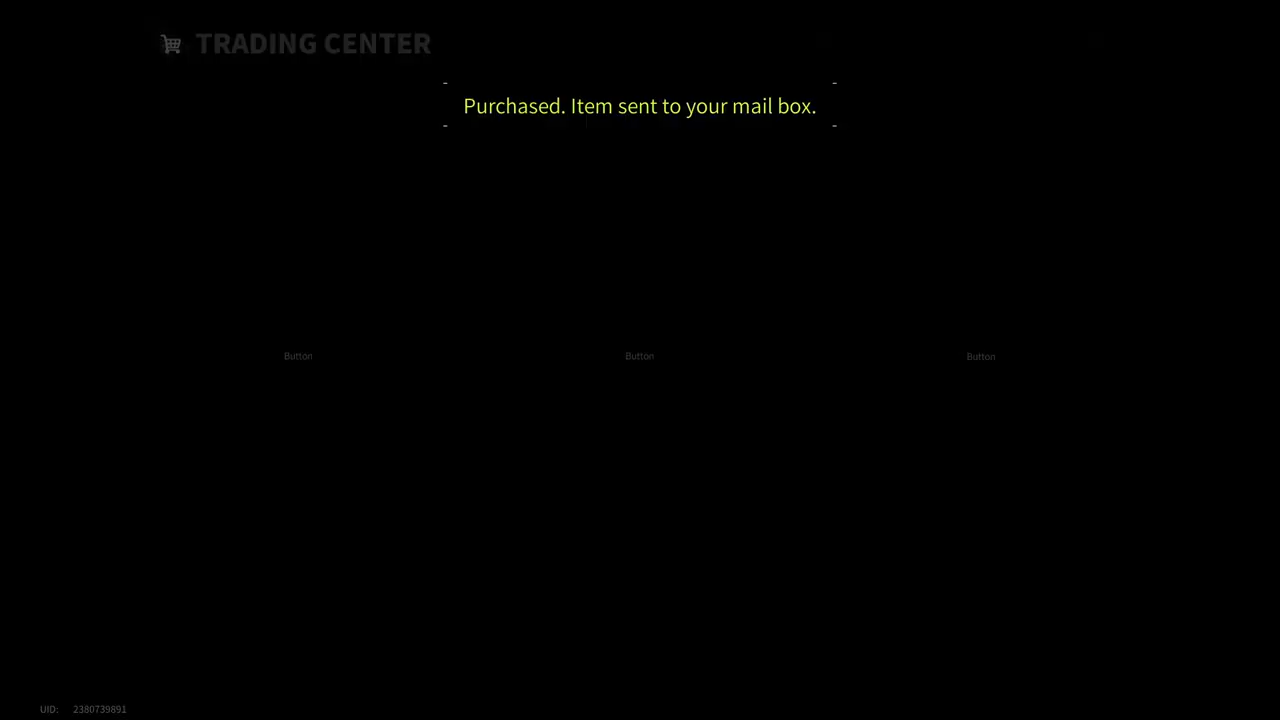 TRADING CENTER
Purchased. Item sent to your mail box.
Button Button Button
UID: 2380739891